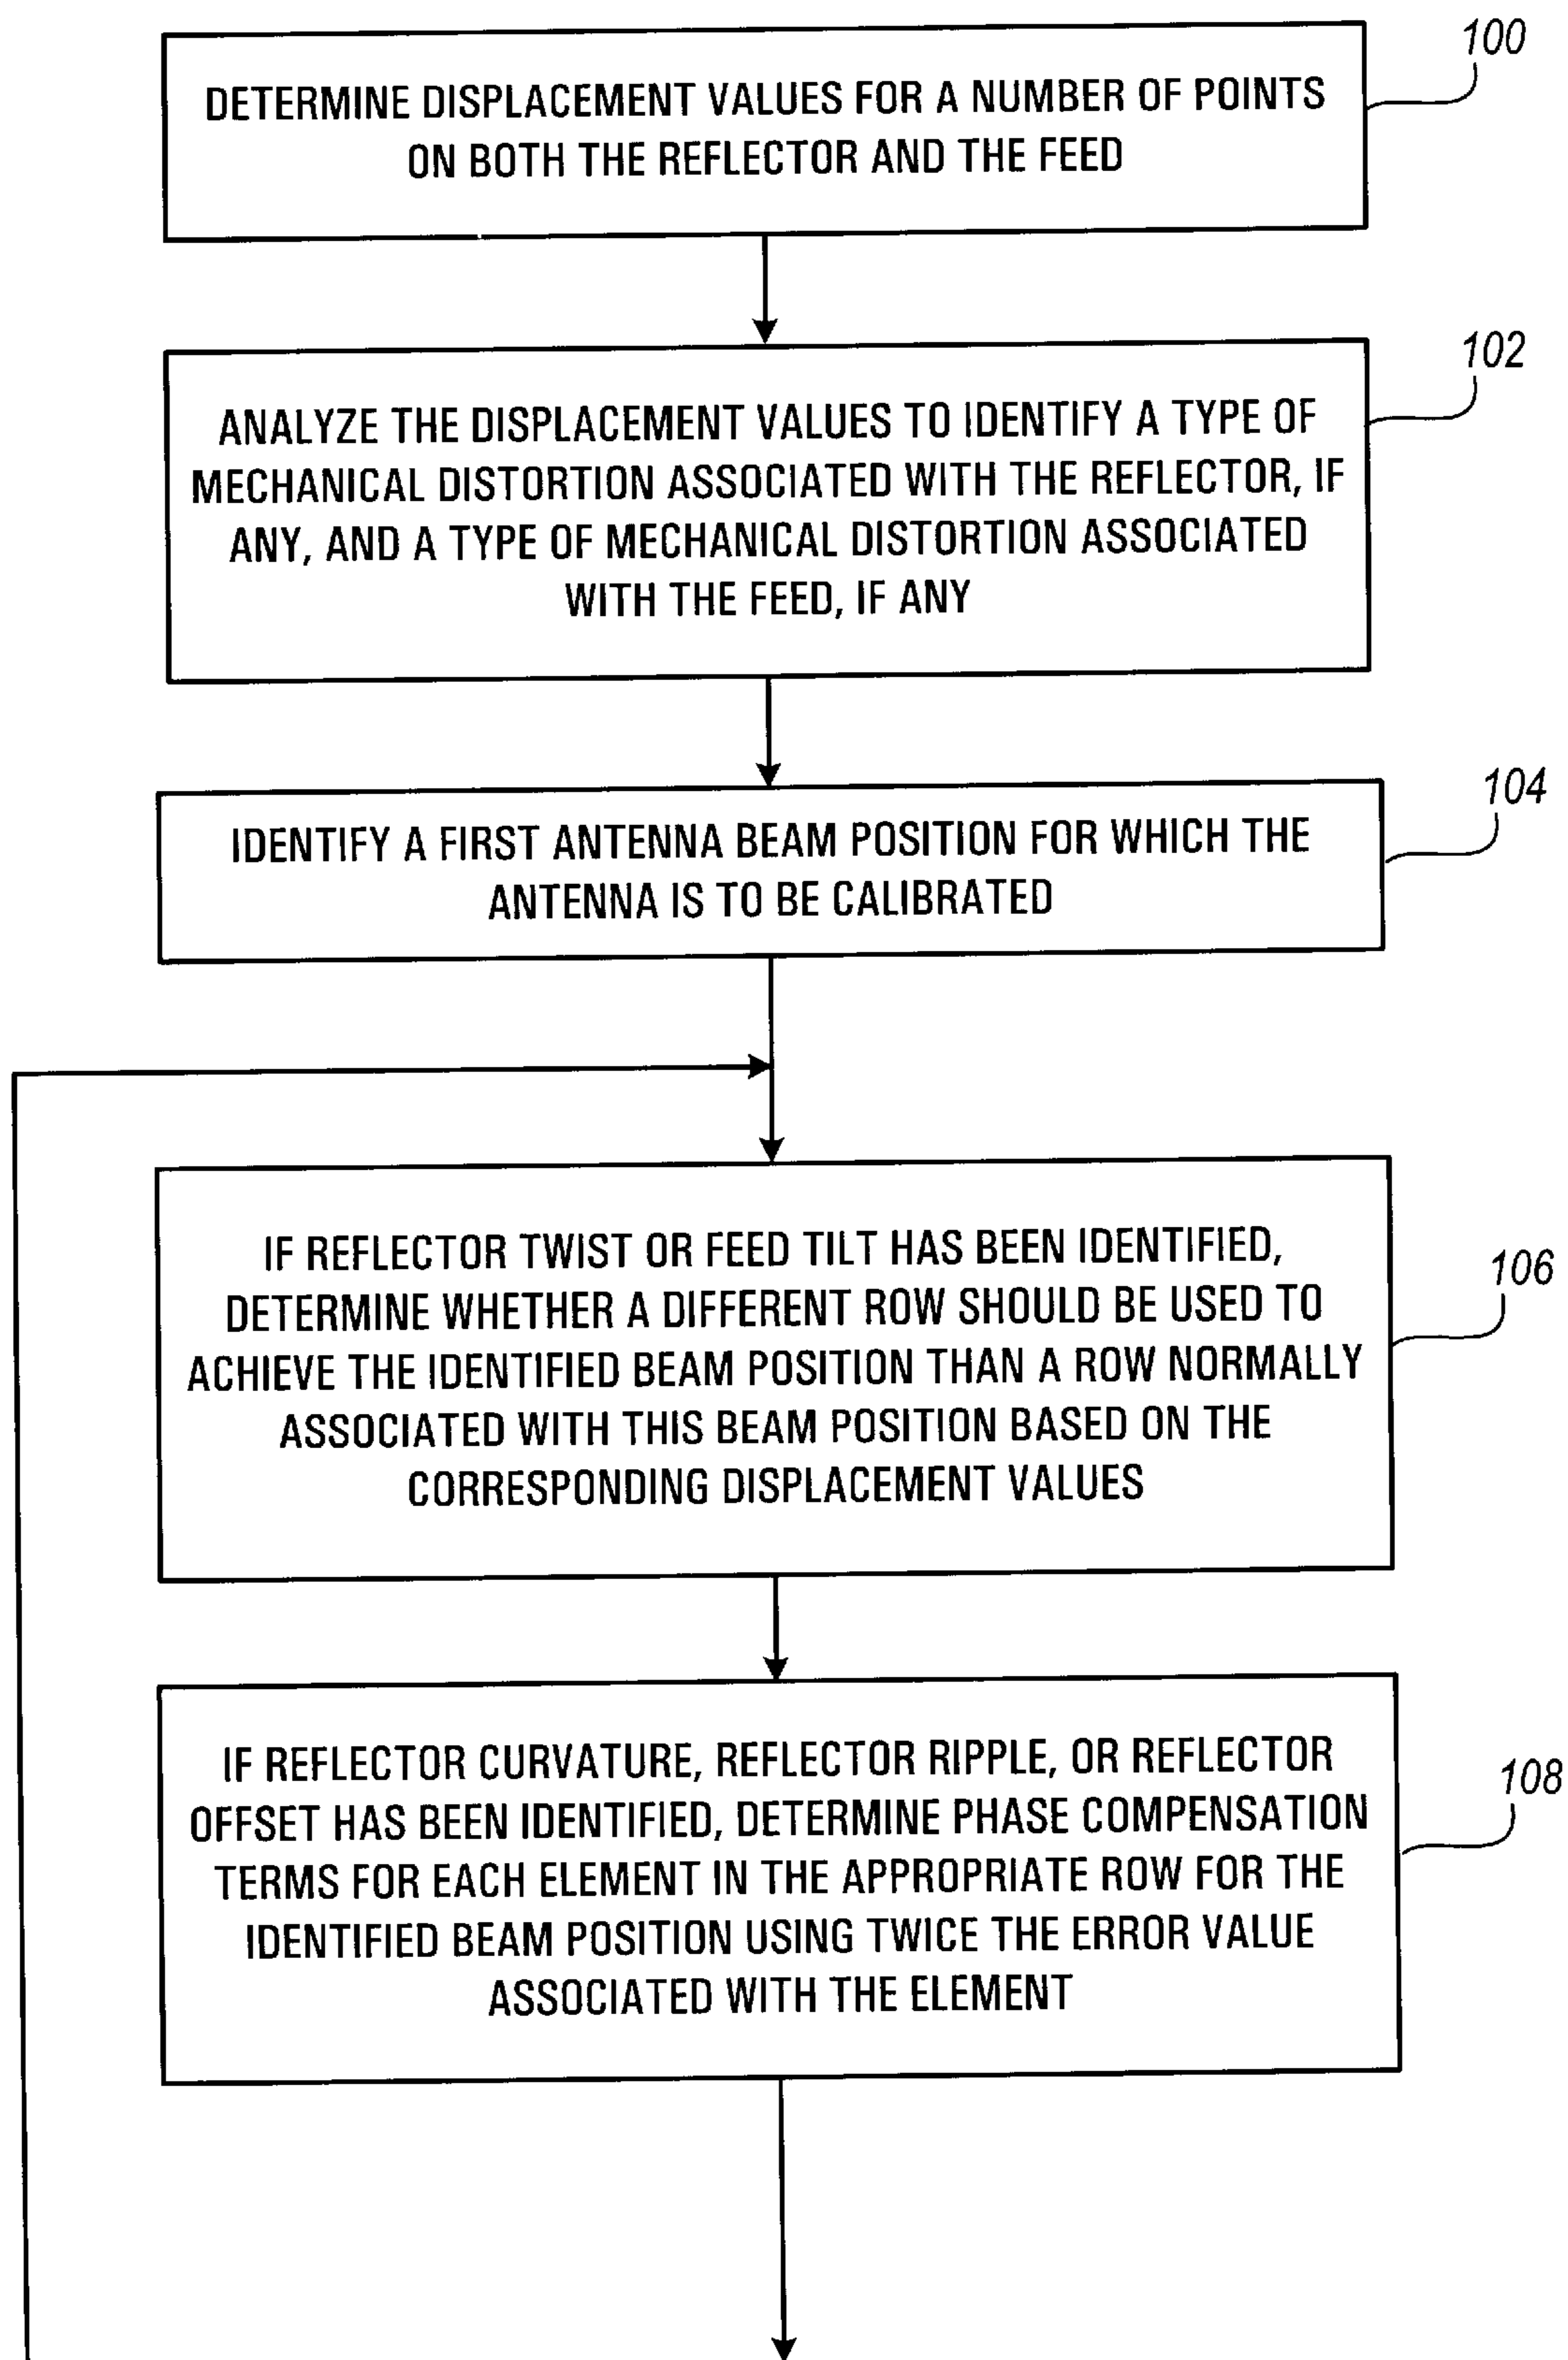 100
DETERMINE DISPLACEMENT VALUES FOR A NUMBER OF POINTS
ON BOTH THE REFLECTOR AND THE FEED
102
ANALYZE THE DISPLACEMENT VALUES TO IDENTIFY A TYPE OF
MECHANICAL DISTORTION ASSOCIATED WITH THE REFLECTOR, IF
ANY, AND A TYPE OF MECHANICAL DISTORTION ASSOCIATED
WITH THE FEED, IF ANY
104
IDENTIFY A FIRST ANTENNA BEAM POSITION FOR WHICH THE
ANTENNA IS TO BE CALIBRATED
106
IF REFLECTOR TWIST OR FEED TILT HAS BEEN IDENTIFIED,
DETERMINE WHETHER A DIFFERENT ROW SHOULD BE USED TO
ACHIEVE THE IDENTIFIED BEAM POSITION THAN A ROW NORMALLY
ASSOCIATED WITH THIS BEAM POSITION BASED ON THE
CORRESPONDING DISPLACEMENT VALUES
108
IF REFLECTOR CURVATURE, REFLECTOR RIPPLE, OR REFLECTOR
OFFSET HAS BEEN IDENTIFIED, DETERMINE PHASE COMPENSATION
TERMS FOR EACH ELEMENT IN THE APPROPRIATE ROW FOR THE
IDENTIFIED BEAM POSITION USING TWICE THE ERROR VALUE
ASSOCIATED WITH THE ELEMENT